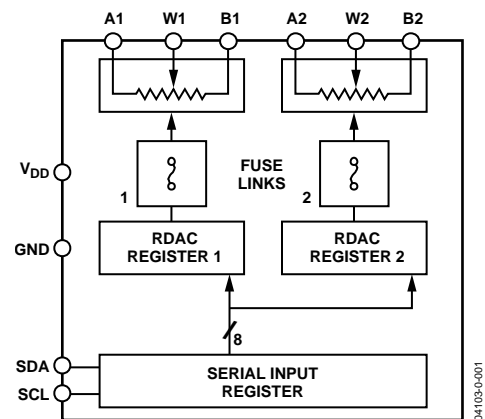 A1 W1 B1 A2 W2 B2
VDD
1
FUSE
LINKS
2
GND
RDAC
REGISTER 1
RDAC
REGISTER 2
8
SDA
SCL
SERIAL INPUT
REGISTER
04103-0-001